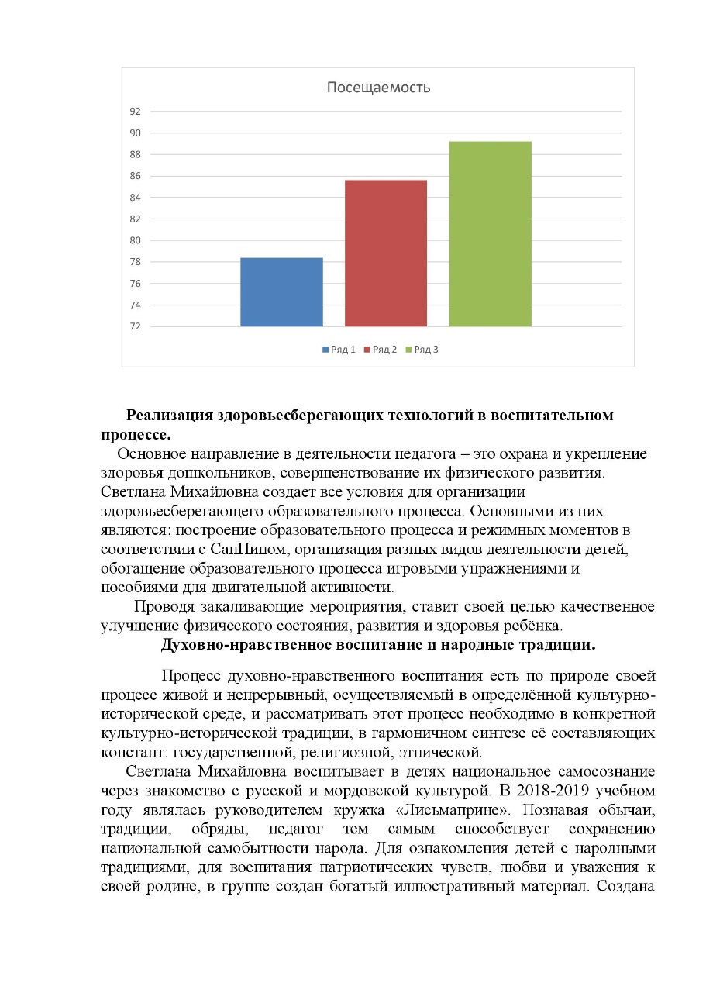 Посещаемость
92
90
88
86
84
82
80
78
76
74
72
Ряд 1 Ряд 2 Ряд 3
Реализация здоровьесберегающих технологий в воспитательном
процессе.
Основное направление в деятельности педагога – это охрана и укрепление
здоровья дошкольников, совершенствование их физического развития.
Светлана Михайловна создает все условия для организации
здоровьесберегающего образовательного процесса. Основными из них
являются: построение образовательного процесса и режимных моментов в
соответствии с СанПином, организация разных видов деятельности детей,
обогащение образовательного процесса игровыми упражнениями и
пособиями для двигательной активности.
Проводя закаливающие мероприятия, ставит своей целью качественное
улучшение физического состояния, развития и здоровья ребёнка.
Духовно-нравственное воспитание и народные традиции.
Процесс духовно-нравственного воспитания есть по природе своей
процесс живой и непрерывный, осуществляемый в определённой культурно-
исторической среде, и рассматривать этот процесс необходимо в конкретной
культурно-исторической традиции, в гармоничном синтезе её составляющих
констант: государственной, религиозной, этнической.
Светлана Михайловна воспитывает в детях национальное самосознание
через знакомство с русской и мордовской культурой. В 2018-2019 учебном
году являлась руководителем кружка «Лисьмаприне». Познавая обычаи,
традиции, обряды, педагог тем самым способствует сохранению
национальной самобытности народа. Для ознакомления детей с народными
традициями, для воспитания патриотических чувств, любви и уважения к
своей родине, в группе создан богатый иллюстративный материал. Создана